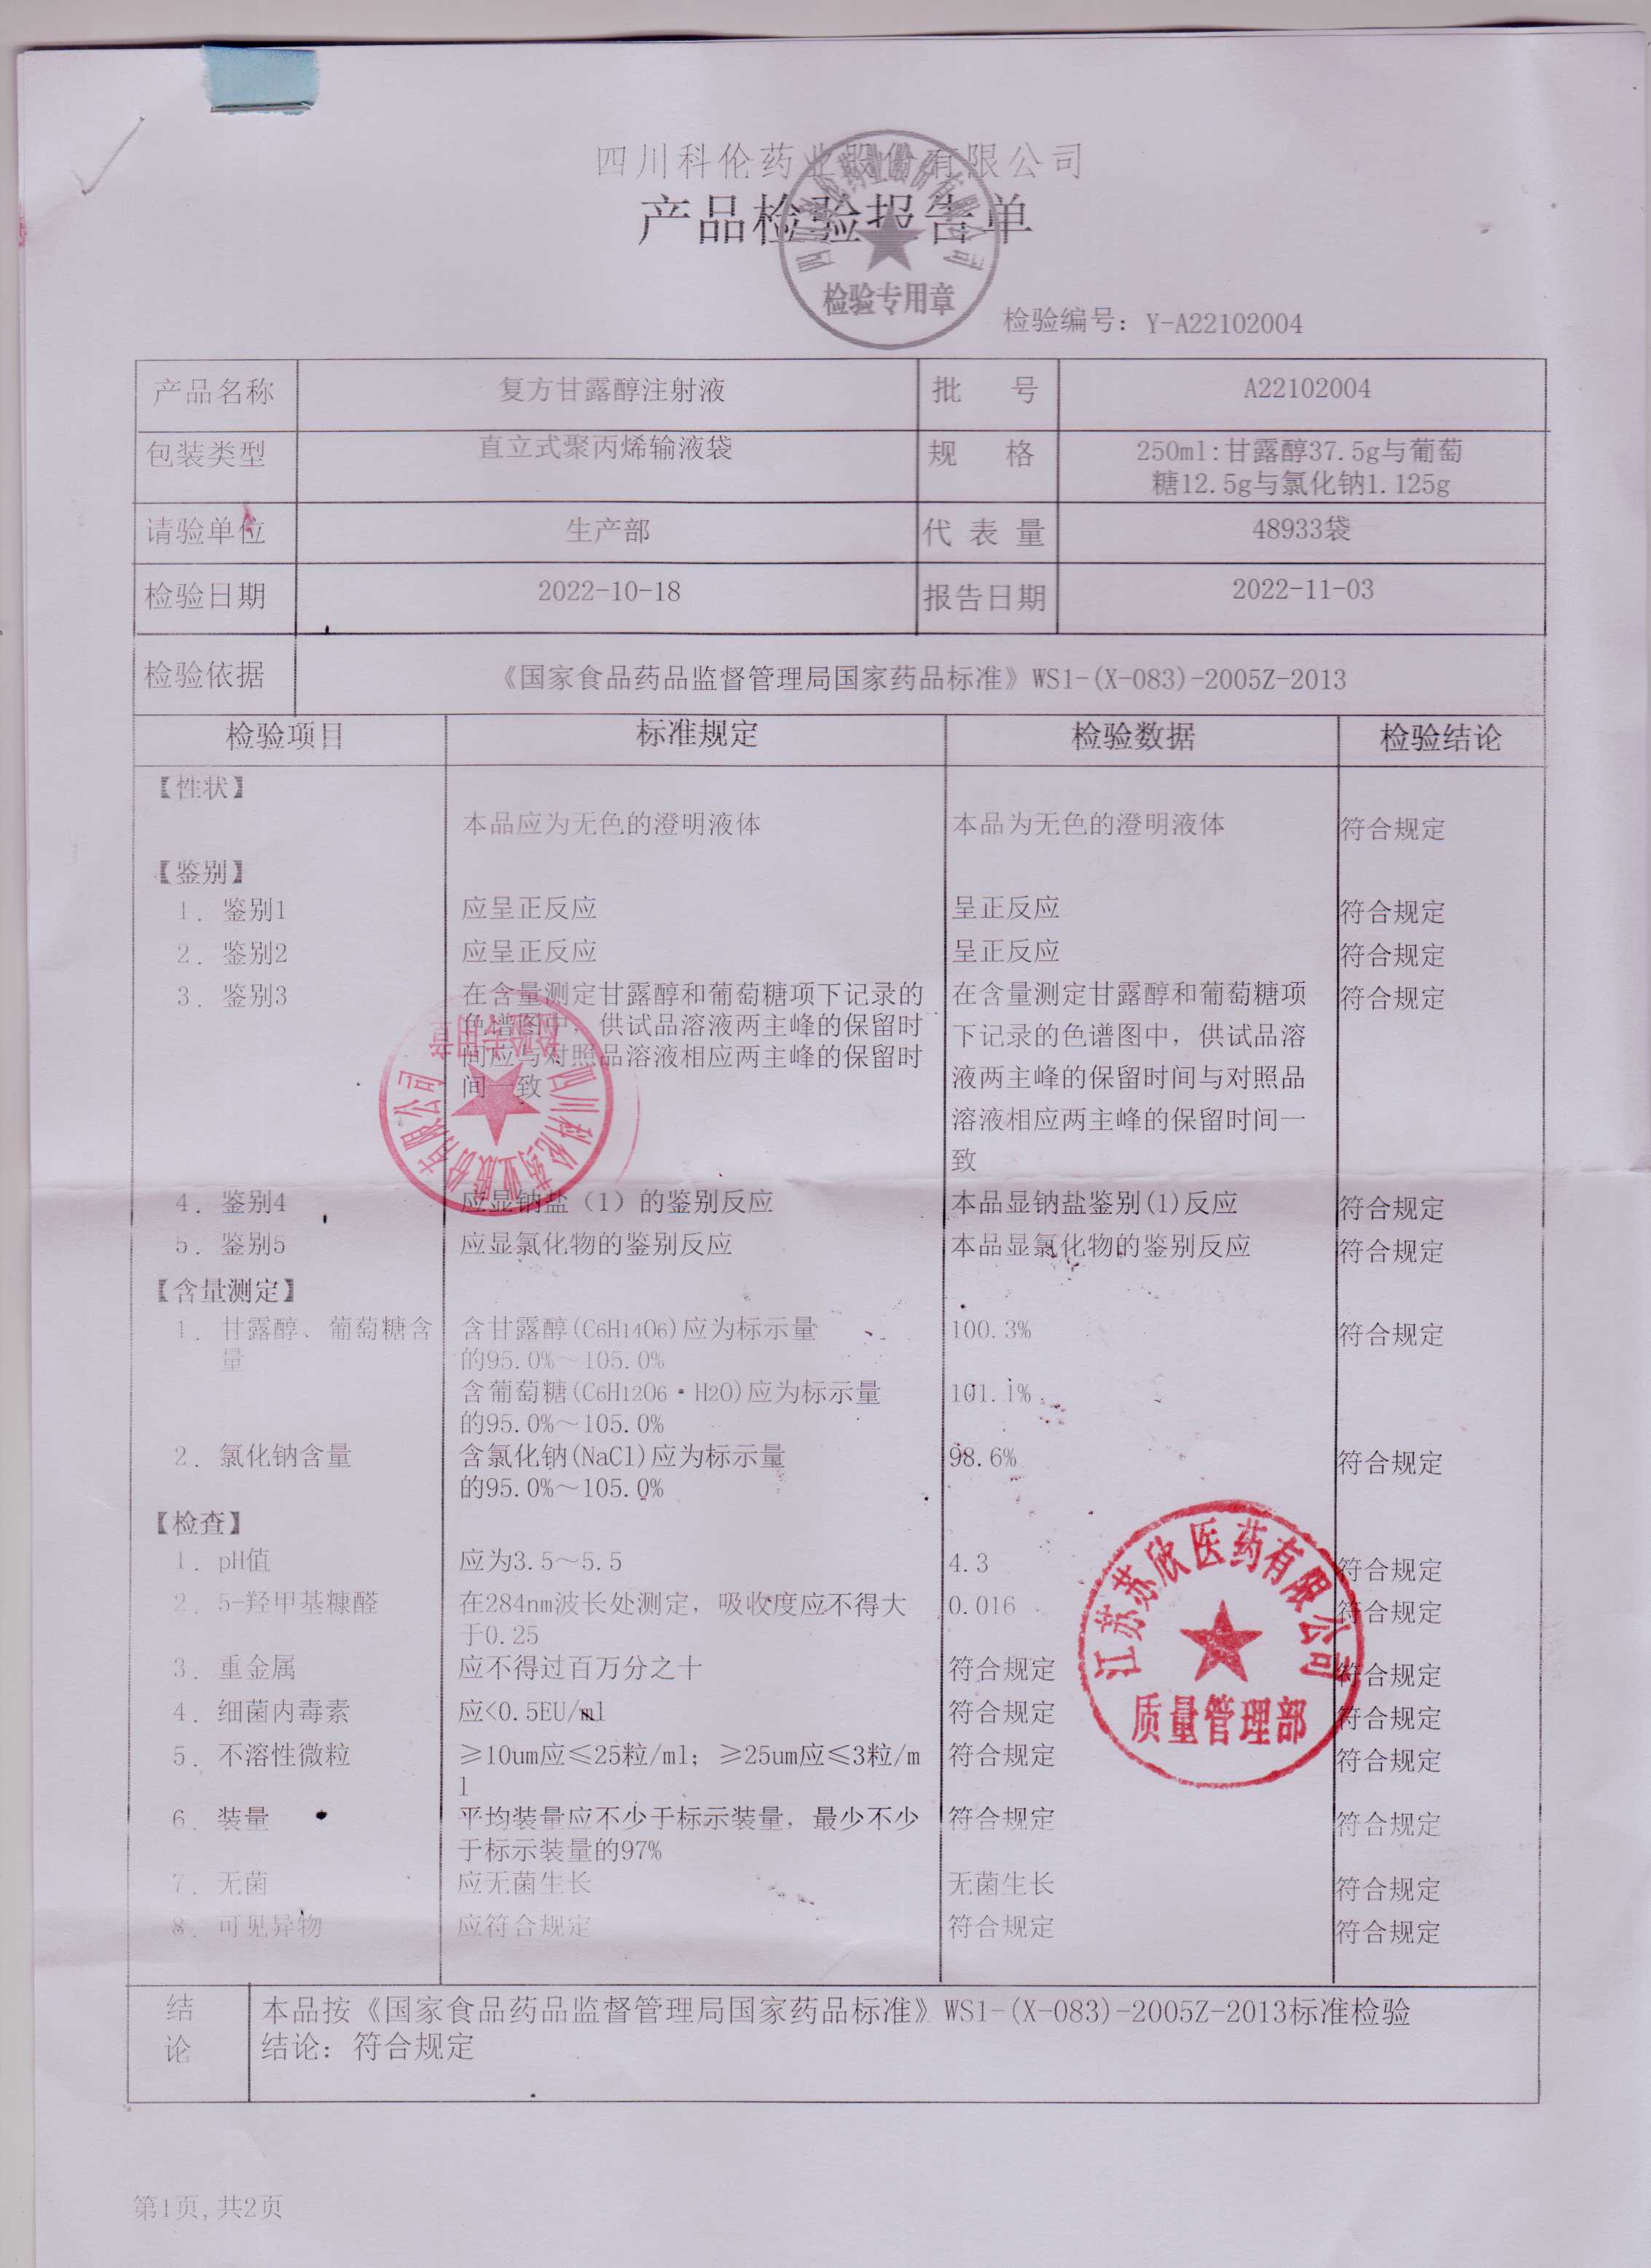 四川科伦药业股份有限公司
产品检验报告单
四川科伦药业股份有限公司
检验专用章
检验编号：Y-A22102004
产品名称 复方甘露醇注射液 批 号 A22102004
包装类型 直立式聚丙烯输液袋 规 格 250ml:甘露醇37.5g与葡萄
糖12.5g与氯化钠1.125g
请验单位 生产部 代 表 量 48933袋
检验日期 2022-10-18 报告日期 2022-11-03
检验依据 《国家食品药品监督管理局国家药品标准》WS1-(X-083)-2005Z-2013
检验项目 标准规定 检验数据 检验结论
【性状】
本品应为无色的澄明液体 本品为无色的澄明液体 符合规定
【鉴别】
1. 鉴别1 应呈正反应 呈正反应 符合规定
2. 鉴别2 应呈正反应 呈正反应 符合规定
3. 鉴别3 在含量测定甘露醇和葡萄糖项下记录的 在含量测定甘露醇和葡萄糖项 符合规定
色谱图中，供试品溶液两主峰的保留时 下记录的色谱图中，供试品溶
间应与对照品溶液相应两主峰的保留时 液两主峰的保留时间与对照品
间一致 溶液相应两主峰的保留时间一
致
检验专用章
四川科伦药业股份有限公司
4. 鉴别4 应显钠盐（1）的鉴别反应 本品显钠盐鉴别(1)反应 符合规定
5. 鉴别5 应显氯化物的鉴别反应 本品显氯化物的鉴别反应 符合规定
【含量测定】
1. 甘露醇、葡萄糖含 含甘露醇(C6H14O6)应为标示量 100.3% 符合规定
量 的95.0%～105.0%
含葡萄糖(C6H12O6·H2O)应为标示量 101.1%
的95.0%～105.0%
2. 氯化钠含量 含氯化钠(NaCl)应为标示量 98.6% 符合规定
的95.0%～105.0%
【检查】
1. pH值 应为3.5～5.5 4.3 符合规定
2. 5-羟甲基糠醛 在284nm波长处测定，吸收度应不得大 0.016 符合规定
于0.25
3. 重金属 应不得过百万分之十 符合规定 符合规定
4. 细菌内毒素 应<0.5EU/ml 符合规定 符合规定
5. 不溶性微粒 ≥10um应≤25粒/ml；≥25um应≤3粒/m 符合规定 符合规定
l
6. 装量 平均装量应不少于标示装量，最少不少 符合规定 符合规定
于标示装量的97%
7. 无菌 应无菌生长 无菌生长 符合规定
8. 可见异物 应符合规定 符合规定 符合规定
江苏苏欣医药有限公司
质量管理部
结 本品按《国家食品药品监督管理局国家药品标准》WS1-(X-083)-2005Z-2013标准检验
论 结论：符合规定
第1页,共2页